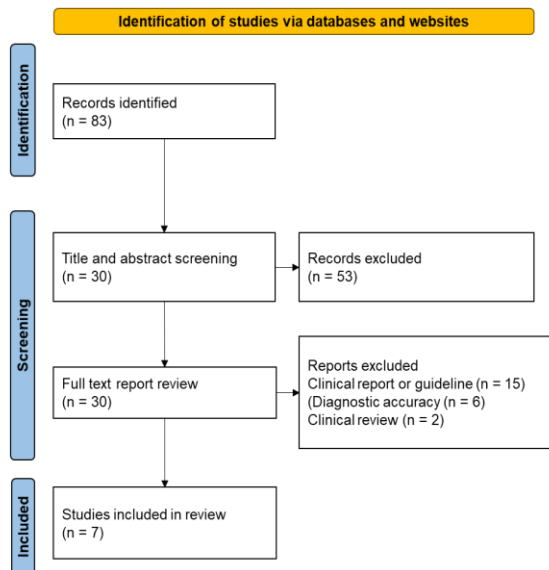 Identification of studies via databases and websites
Identification
Records identified
(n = 83)
Screening
Title and abstract screening
(n = 30)
Records excluded
(n = 53)
Full text report review
(n = 30)
Reports excluded
Clinical report or guideline (n = 15)
(Diagnostic accuracy (n = 6)
Clinical review (n = 2)
Included
Studies included in review
(n = 7)